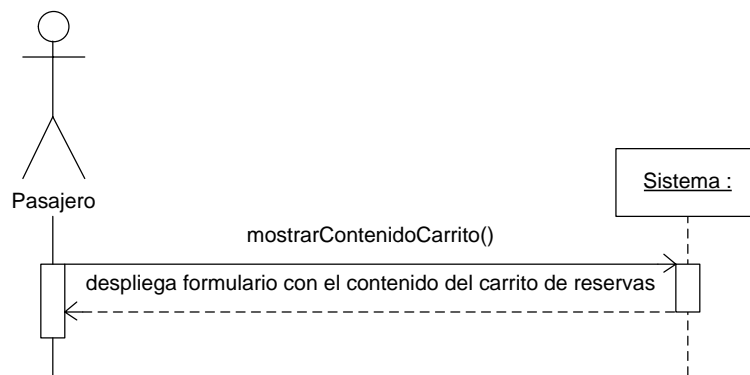 Pasajero
Sistema :
mostrarContenidoCarrito()
despliega formulario con el contenido del carrito de reservas